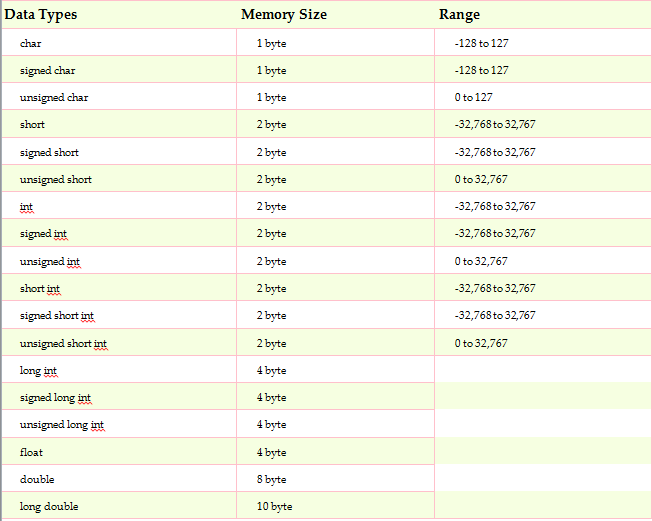 Data Types Memory Size Range
char 1 byte -128 to 127
signed char 1 byte -128 to 127
unsigned char 1 byte 0 to 127
short 2 byte -32,768 to 32,767
signed short 2 byte -32,768 to 32,767
unsigned short 2 byte 0 to 32,767
int 2 byte -32,768 to 32,767
signed int 2 byte -32,768 to 32,767
unsigned int 2 byte 0 to 32,767
short int 2 byte -32,768 to 32,767
signed short int 2 byte -32,768 to 32,767
unsigned short int 2 byte 0 to 32,767
long int 4 byte
signed long int 4 byte
unsigned long int 4 byte
float 4 byte
double 8 byte
long double 10 byte